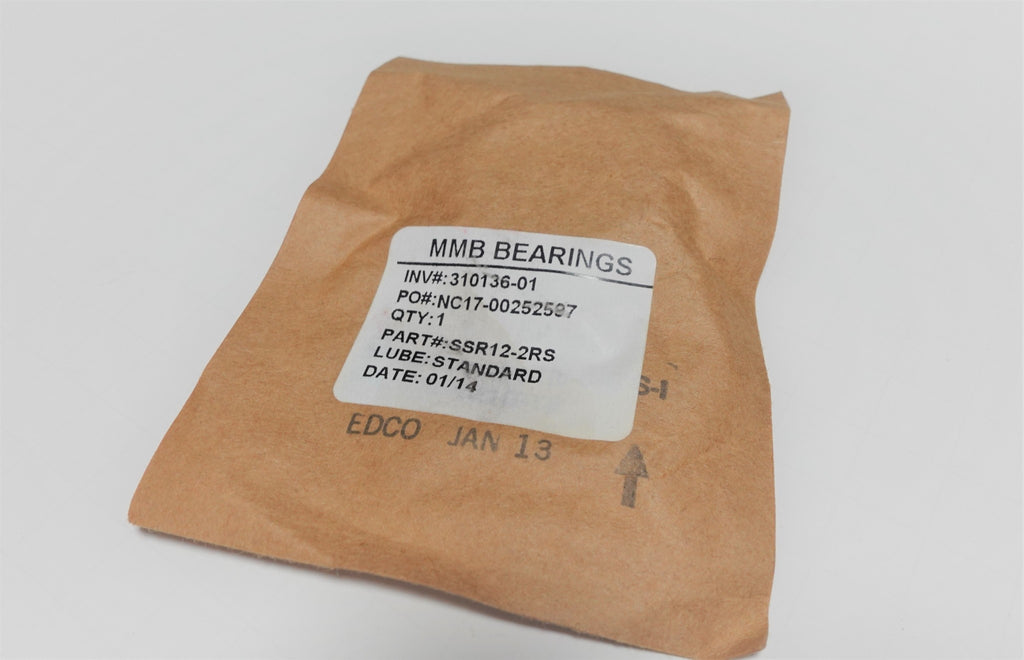 MMB BEARINGS
INV#:310136-01
PO#:NC17-00252597
QTY:1
PART#:SSR12-2RS
LUBE:STANDARD
DATE: 01/14
S-I
EDCO JAN 13